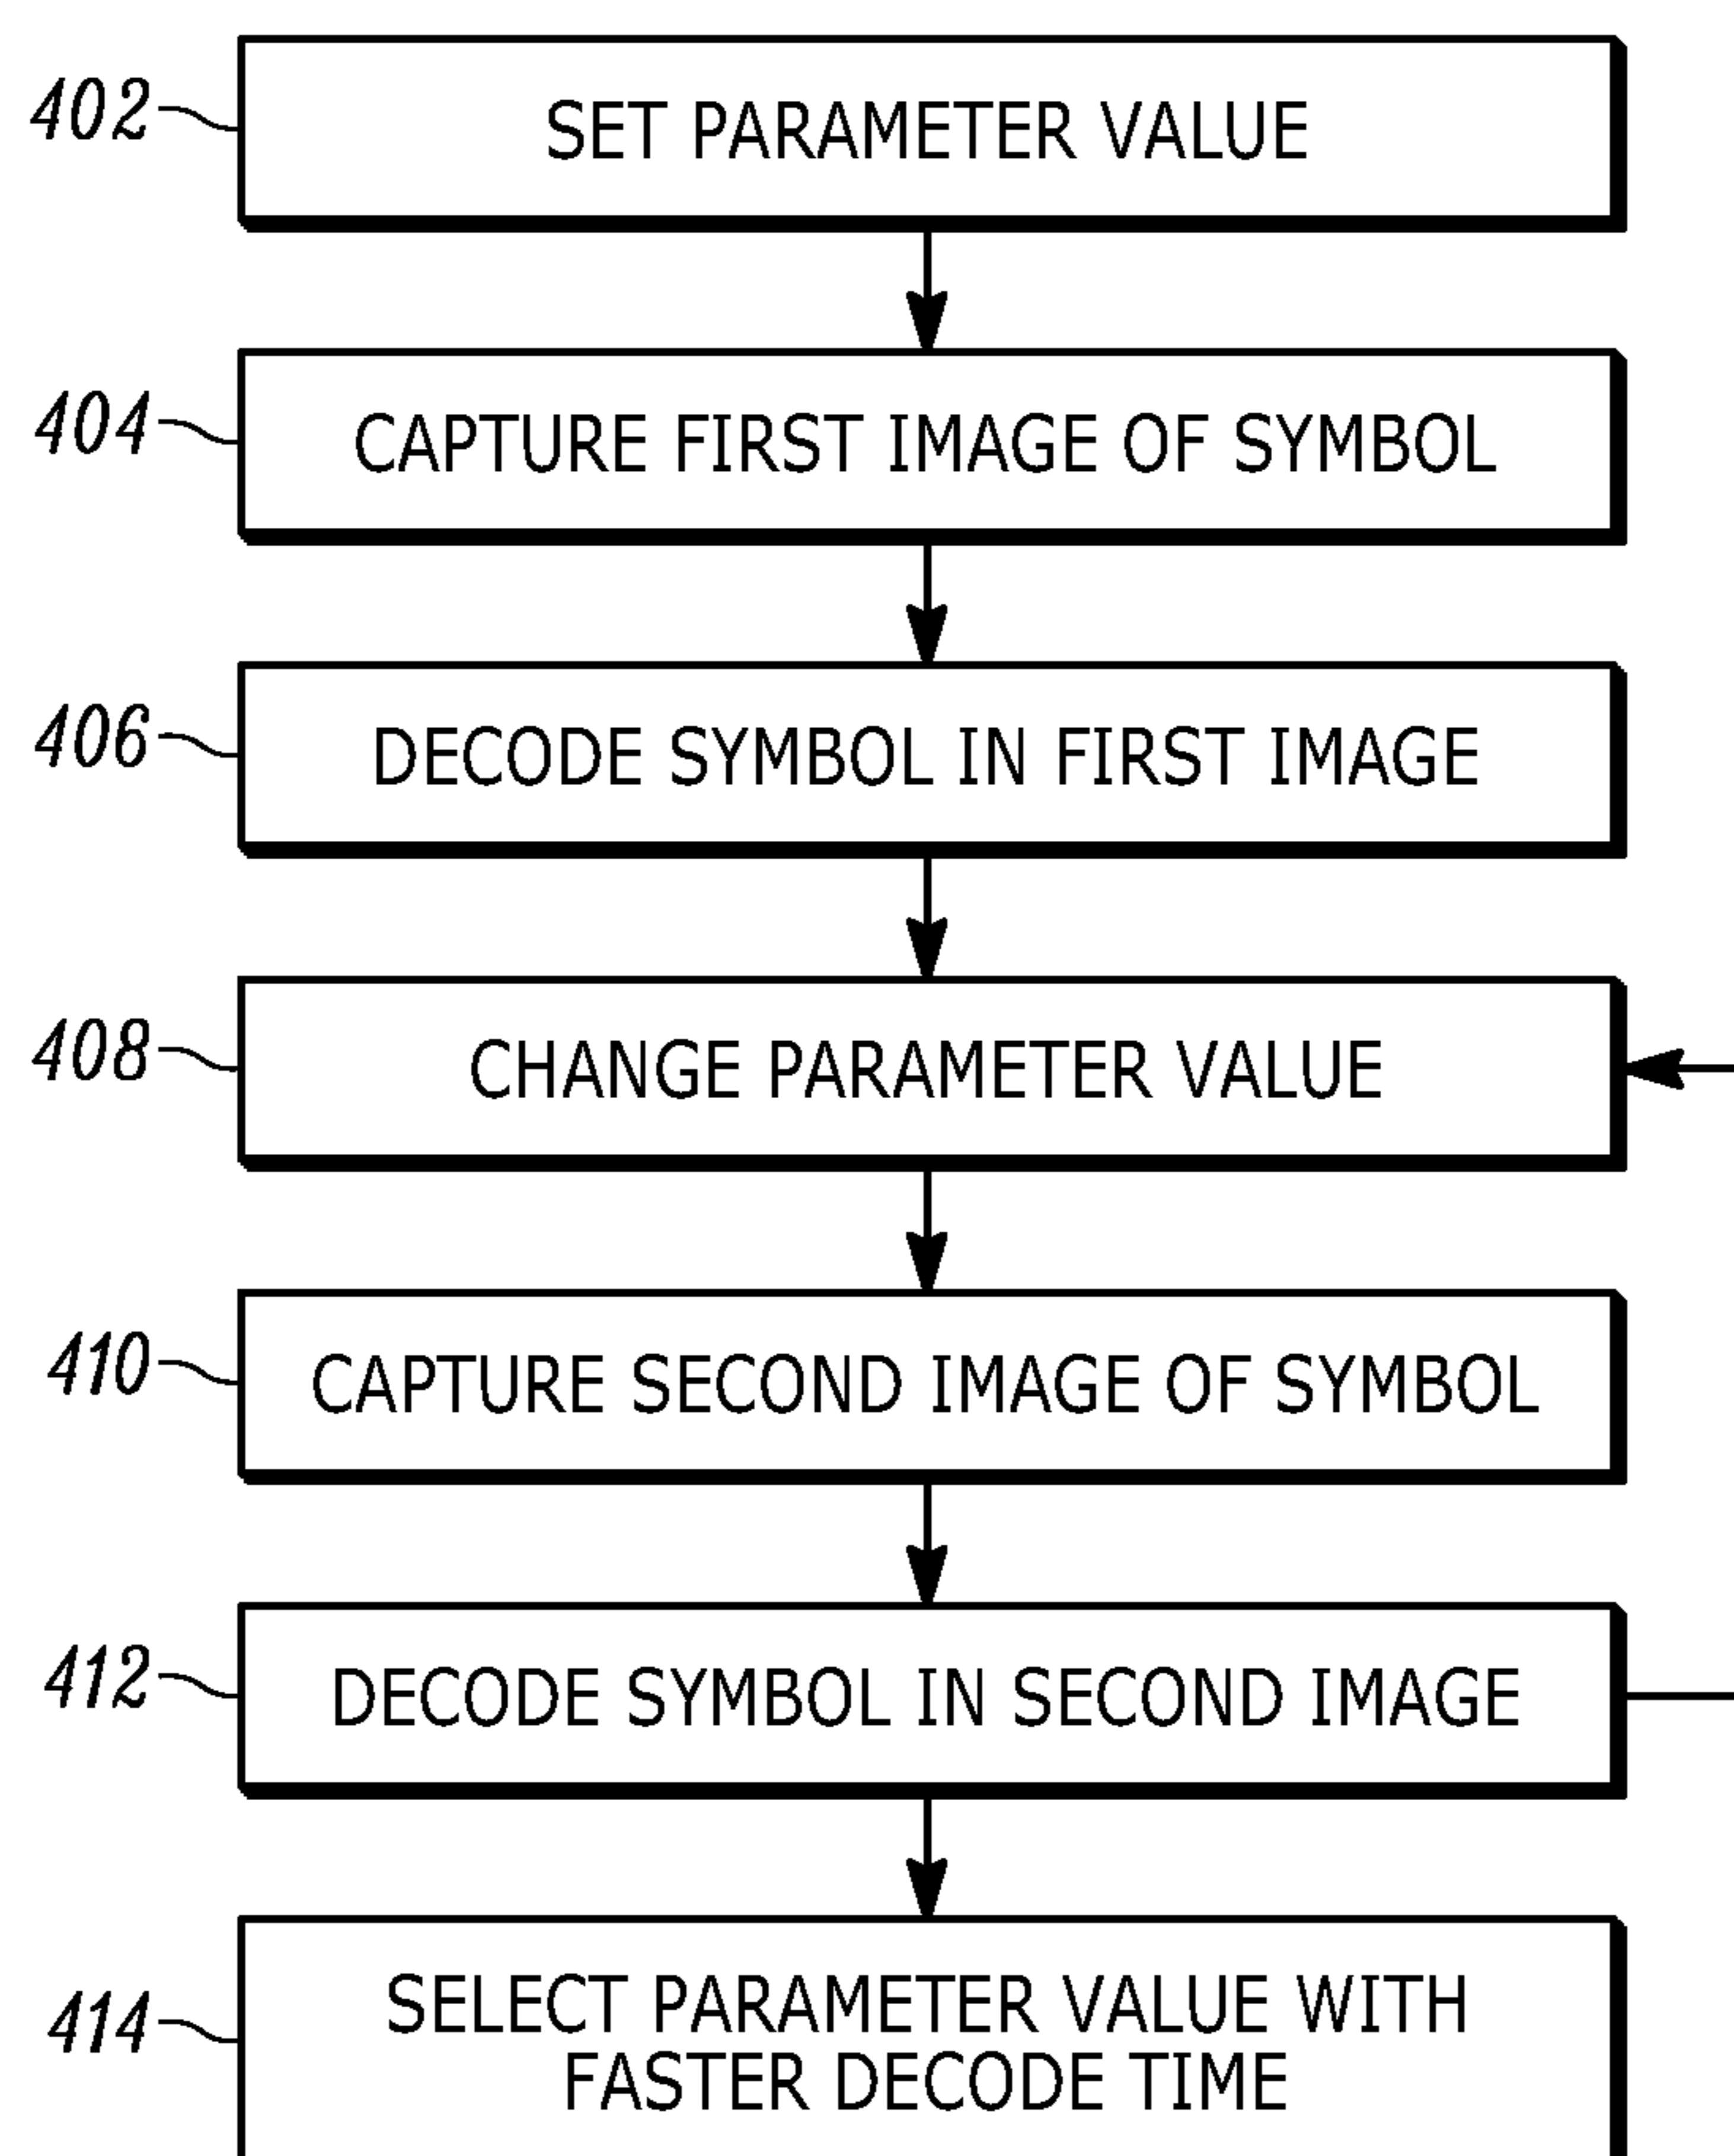 402 SET PARAMETER VALUE
404 CAPTURE FIRST IMAGE OF SYMBOL
406 DECODE SYMBOL IN FIRST IMAGE
408 CHANGE PARAMETER VALUE
410 CAPTURE SECOND IMAGE OF SYMBOL
412 DECODE SYMBOL IN SECOND IMAGE
414 SELECT PARAMETER VALUE WITH
FASTER DECODE TIME